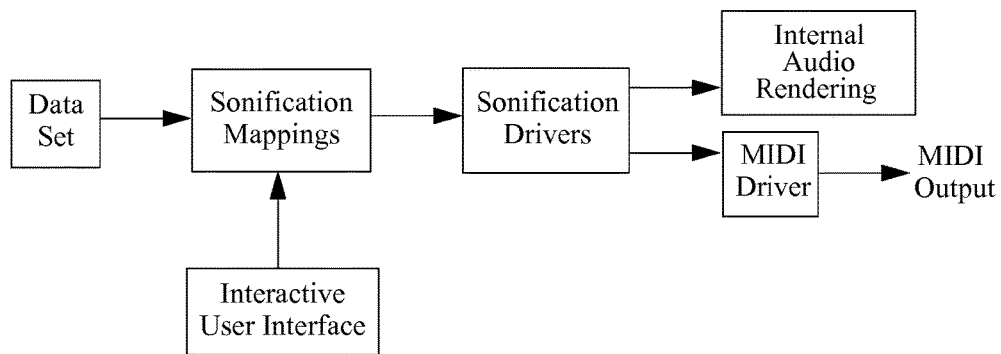 Data
Set
Sonification
Mappings
Sonification
Drivers
Internal
Audio
Rendering
MIDI
Driver
MIDI
Output
Interactive
User Interface